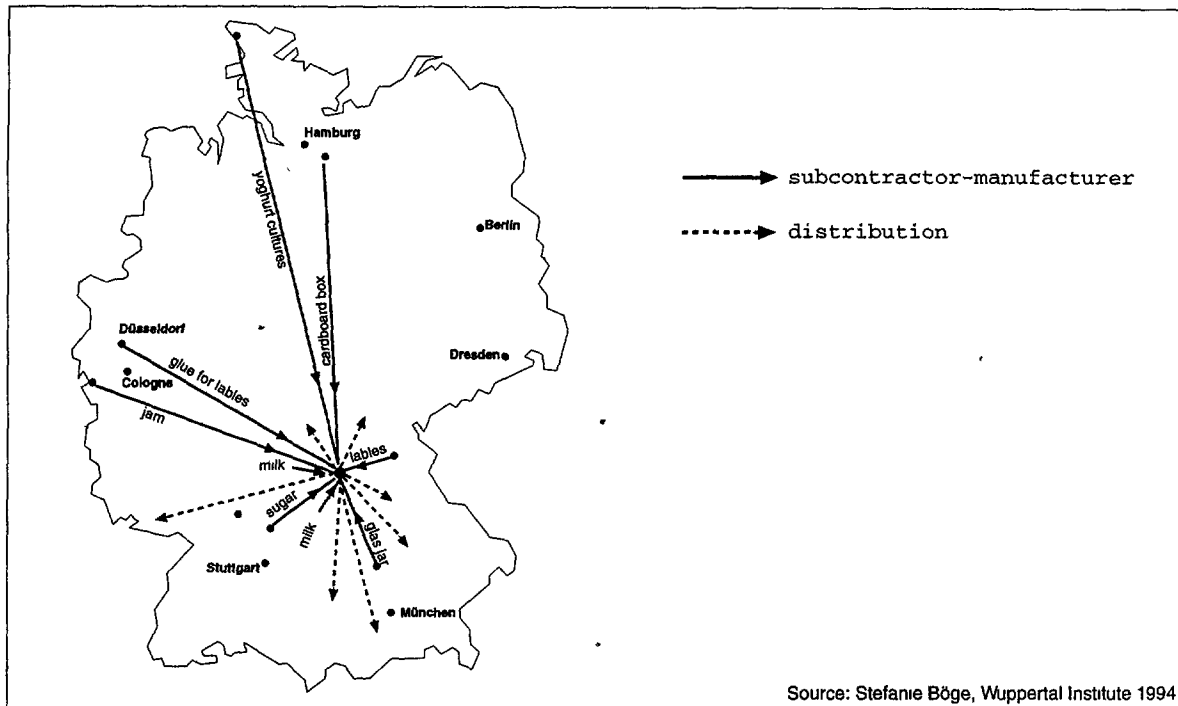 Hamburg
yoghurt cultures
subcontractor-manufacturer
Berlin
distribution
cardboard box
Düsseldorf
Dresden
glue for lables
Cologne
jam
lables
milk
sugar
milk
glas jar
Stuttgart
München
Source: Stefanie Böge, Wuppertal Institute 1994